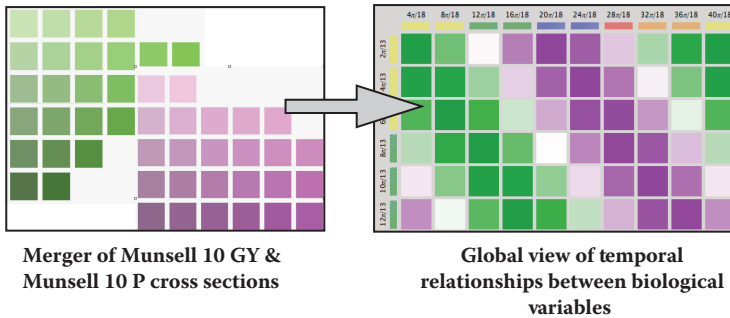 4π/18 8π/18 12π/18 16π/18 20π/18 24π/18 28π/18 32π/18 36π/18 40π/18
2π/13
4π/13
8π/13
10π/13
12π/13
Merger of Munsell 10 GY &
Munsell 10 P cross sections
Global view of temporal
relationships between biological
variables